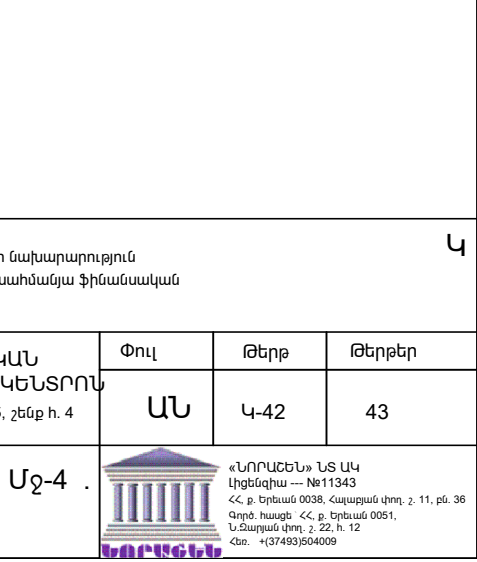 Կ
նախարարություն
սահմանյա ֆինանսական
ԿԱՆ
ԿԵՆՏՐՈՆ
, շենք հ. 4
Փուլ
Թերթ
Թերթեր
ԱՆ
Կ-42
43
Մջ-4 .
«ՆՈՐԱՇԵՆ» ՆՏ ԱԿ
Լիցենզիա --- №11343
ՀՀ, ք. Երեւան 0038, Հալաբյան փող. շ. 11, բն. 36
Գործ. հասցե՝ ՀՀ, ք. Երեւան 0051,
Ն.Զարյան փող. շ. 22, հ. 12
Հեռ. +(37493)504009
ՆՈՐԱՇԵՆ